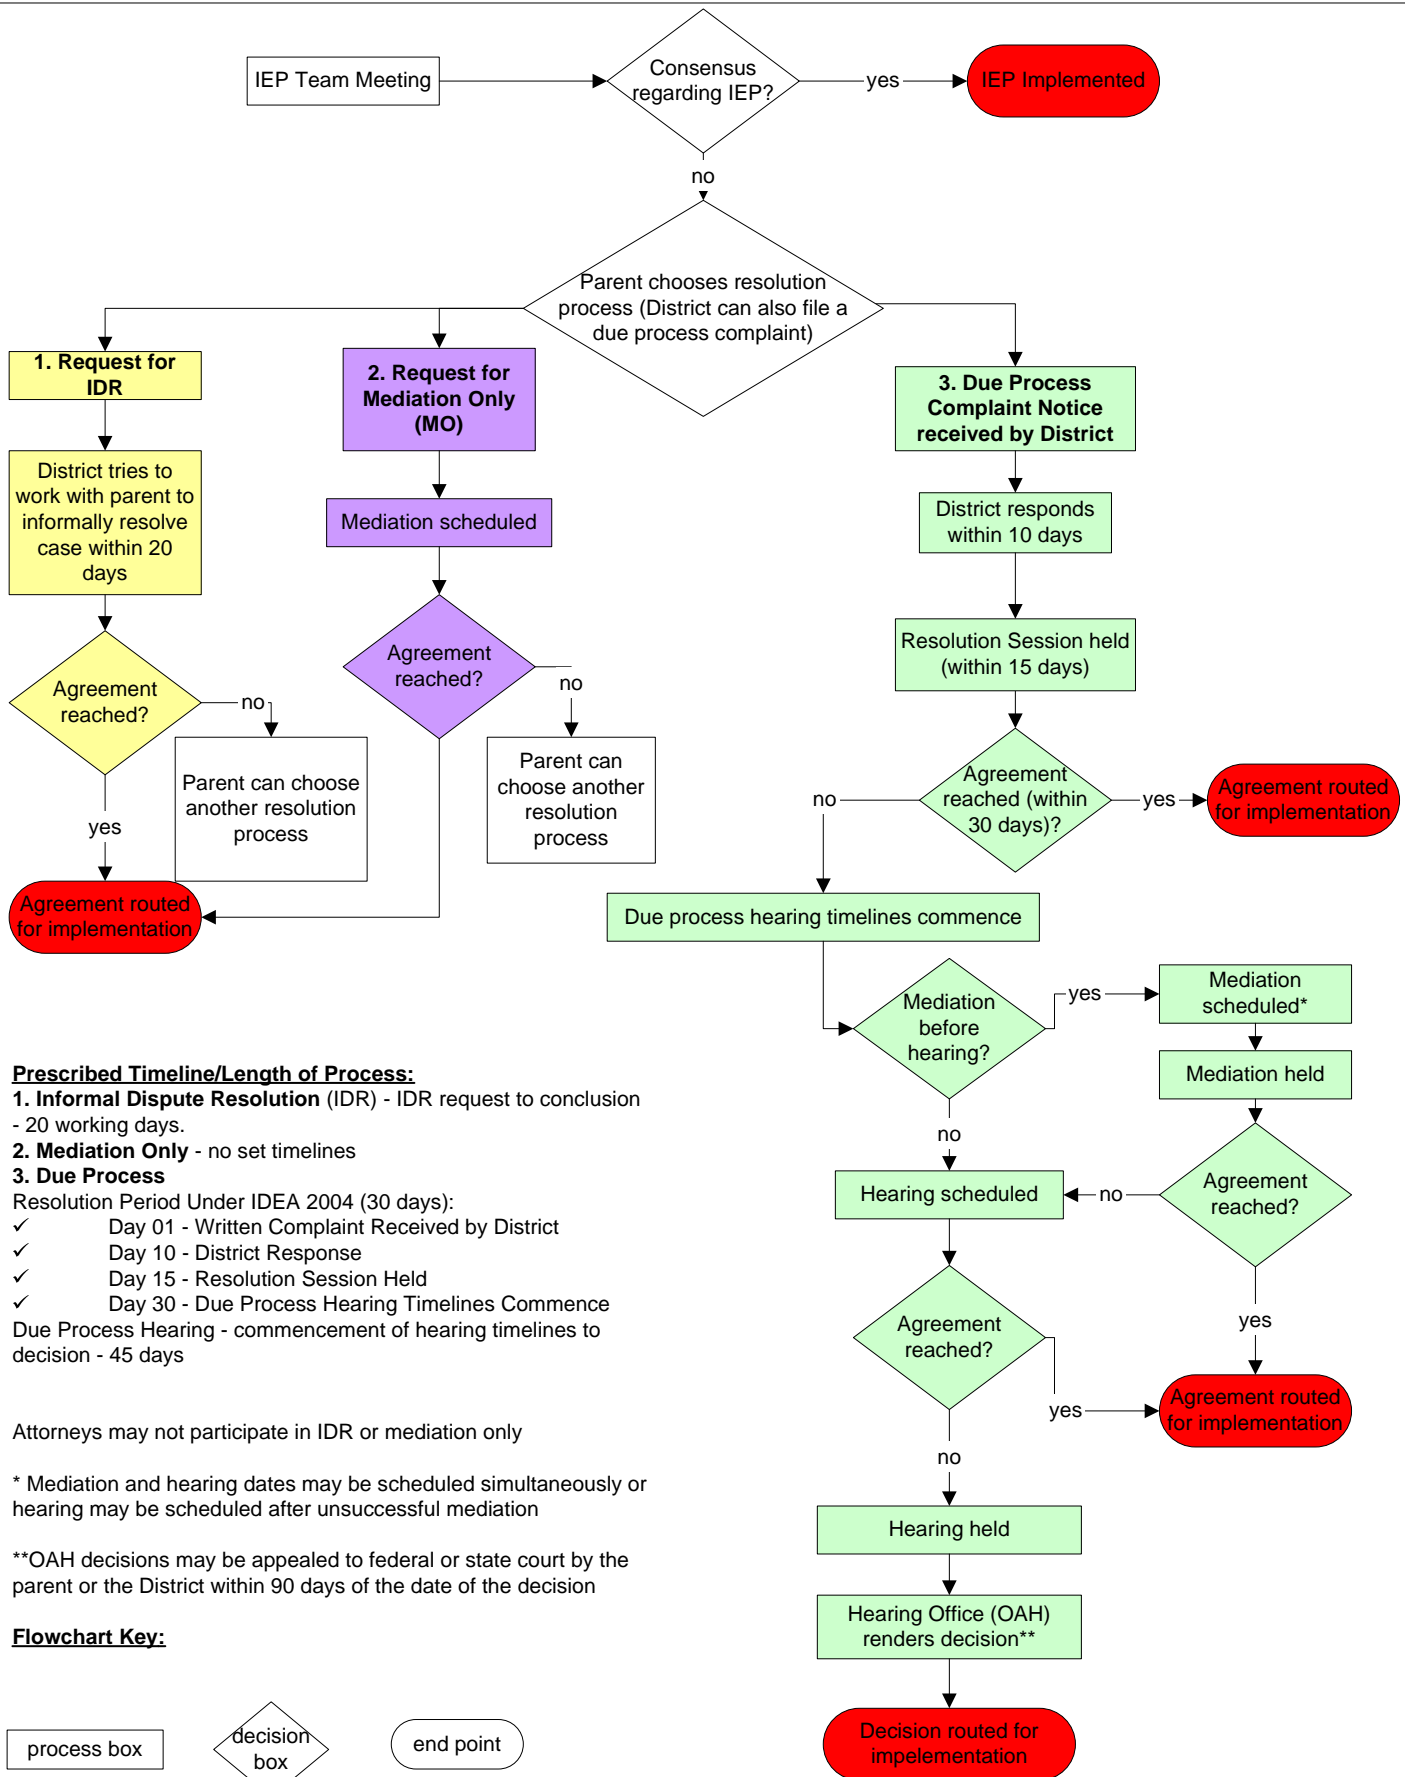 IEP Team Meeting
Consensus
regarding IEP?
yes
IEP Implemented
no
Parent chooses resolution
process (District can also file a
due process complaint)
1. Request for
IDR
2. Request for
Mediation Only
(MO)
3. Due Process
Complaint Notice
received by District
District tries to
work with parent to
informally resolve
case within 20
days
Mediation scheduled
District responds
within 10 days
Agreement
reached?
no
Parent can choose
another resolution
process
yes
Agreement routed
for implementation
Agreement
reached?
no
Parent can
choose another
resolution
process
Resolution Session held
(within 15 days)
Agreement
reached (within
30 days)?
yes
Agreement routed
for implementation
no
Due process hearing timelines commence
Mediation
before
hearing?
yes
Mediation
scheduled*
Mediation held
Agreement
reached?
no
yes
no
Hearing scheduled
Agreement
reached?
yes
Agreement routed
for implementation
no
Hearing held
Hearing Office (OAH)
renders decision**
Decision routed for
impelementation
Prescribed Timeline/Length of Process:
1. Informal Dispute Resolution (IDR) - IDR request to conclusion
- 20 working days.
2. Mediation Only - no set timelines
3. Due Process
Resolution Period Under IDEA 2004 (30 days):
✓ Day 01 - Written Complaint Received by District
✓ Day 10 - District Response
✓ Day 15 - Resolution Session Held
✓ Day 30 - Due Process Hearing Timelines Commence
Due Process Hearing - commencement of hearing timelines to
decision - 45 days
Attorneys may not participate in IDR or mediation only
* Mediation and hearing dates may be scheduled simultaneously or
hearing may be scheduled after unsuccessful mediation
**OAH decisions may be appealed to federal or state court by the
parent or the District within 90 days of the date of the decision
Flowchart Key:
process box
decision
box
end point